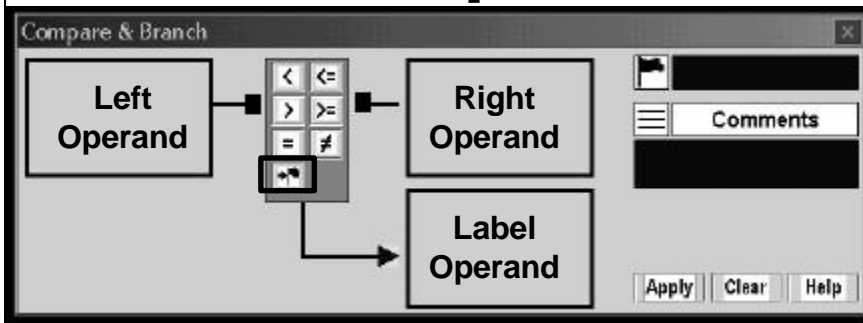 Compare & Branch
Left
Operand
< <=
> >=
= ≠
Right
Operand
Label
Operand
Comments
Apply Clear Help